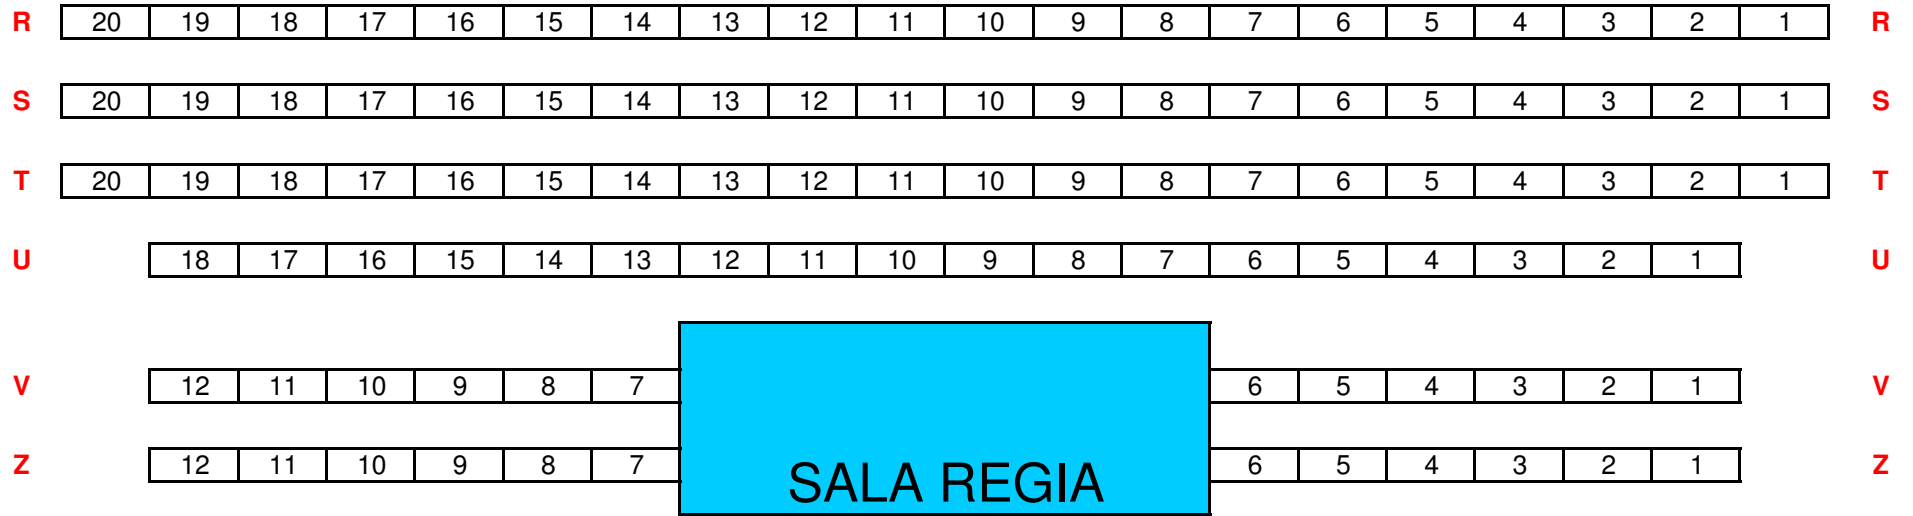 R 20 19 18 17 16 15 14 13 12 11 10 9 8 7 6 5 4 3 2 1 R
S 20 19 18 17 16 15 14 13 12 11 10 9 8 7 6 5 4 3 2 1 S
T 20 19 18 17 16 15 14 13 12 11 10 9 8 7 6 5 4 3 2 1 T
U 18 17 16 15 14 13 12 11 10 9 8 7 6 5 4 3 2 1 U
V 12 11 10 9 8 7 6 5 4 3 2 1 V
Z 12 11 10 9 8 7 6 5 4 3 2 1 Z
SALA REGIA